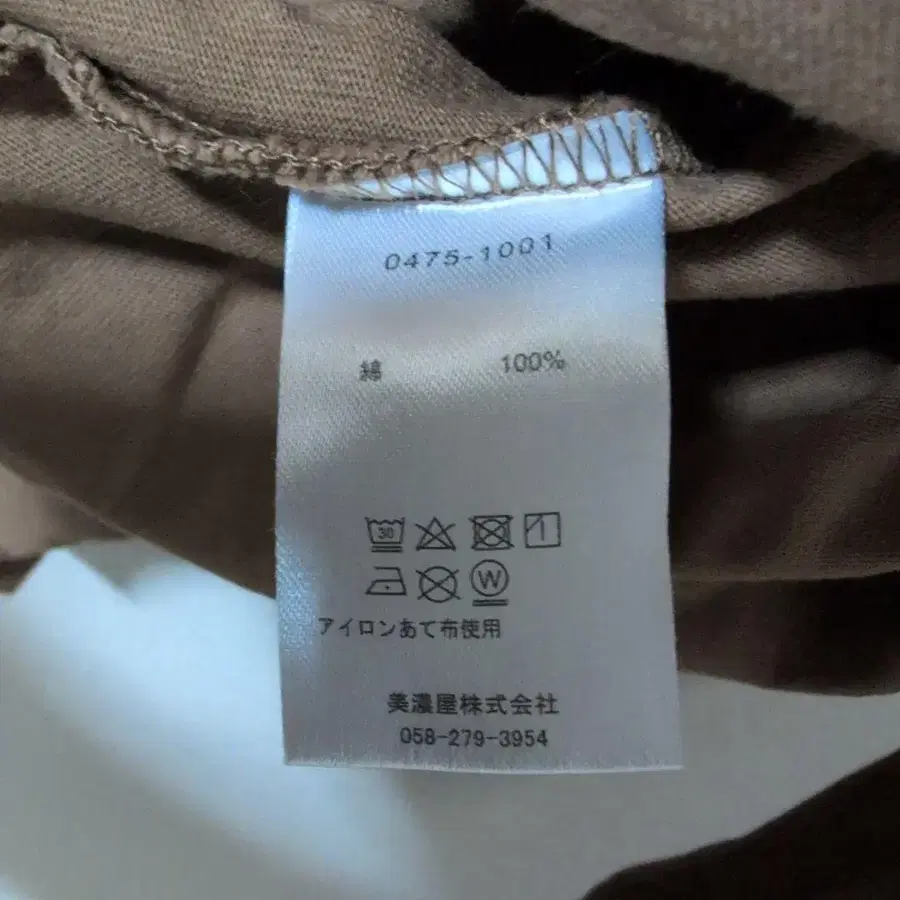 0475-1001
綿 100%
30
W
アイロンあて布使用
美濃屋株式会社
058-279-3954